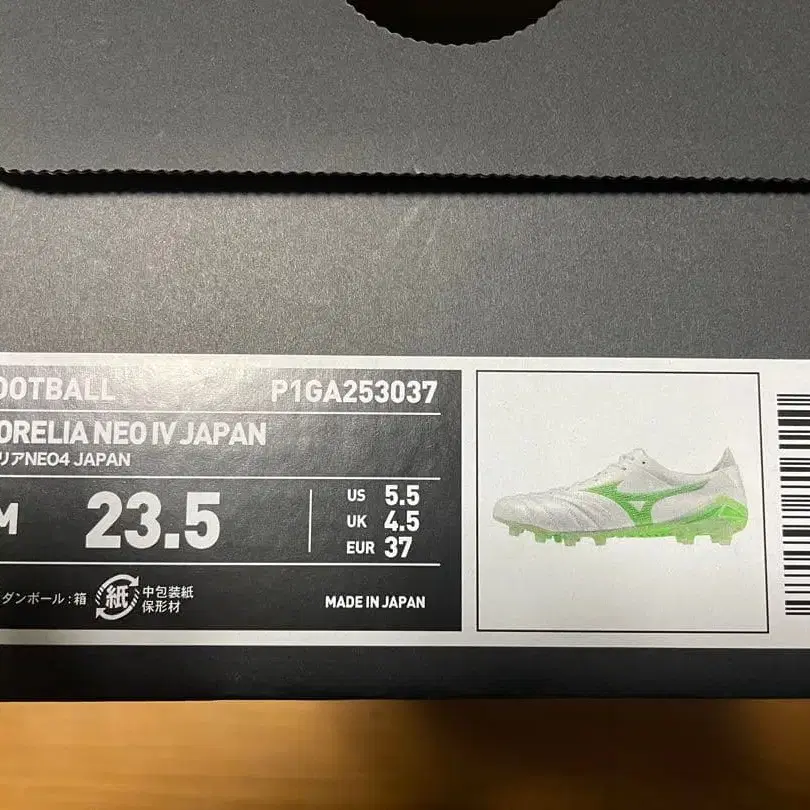 OOTBALL P1GA253037
ORELIA NEO IV JAPAN
リアNEO4 JAPAN
M 23.5
US 5.5
UK 4.5
EUR 37
ダンボール:箱 紙 中包装紙
保形材
MADE IN JAPAN